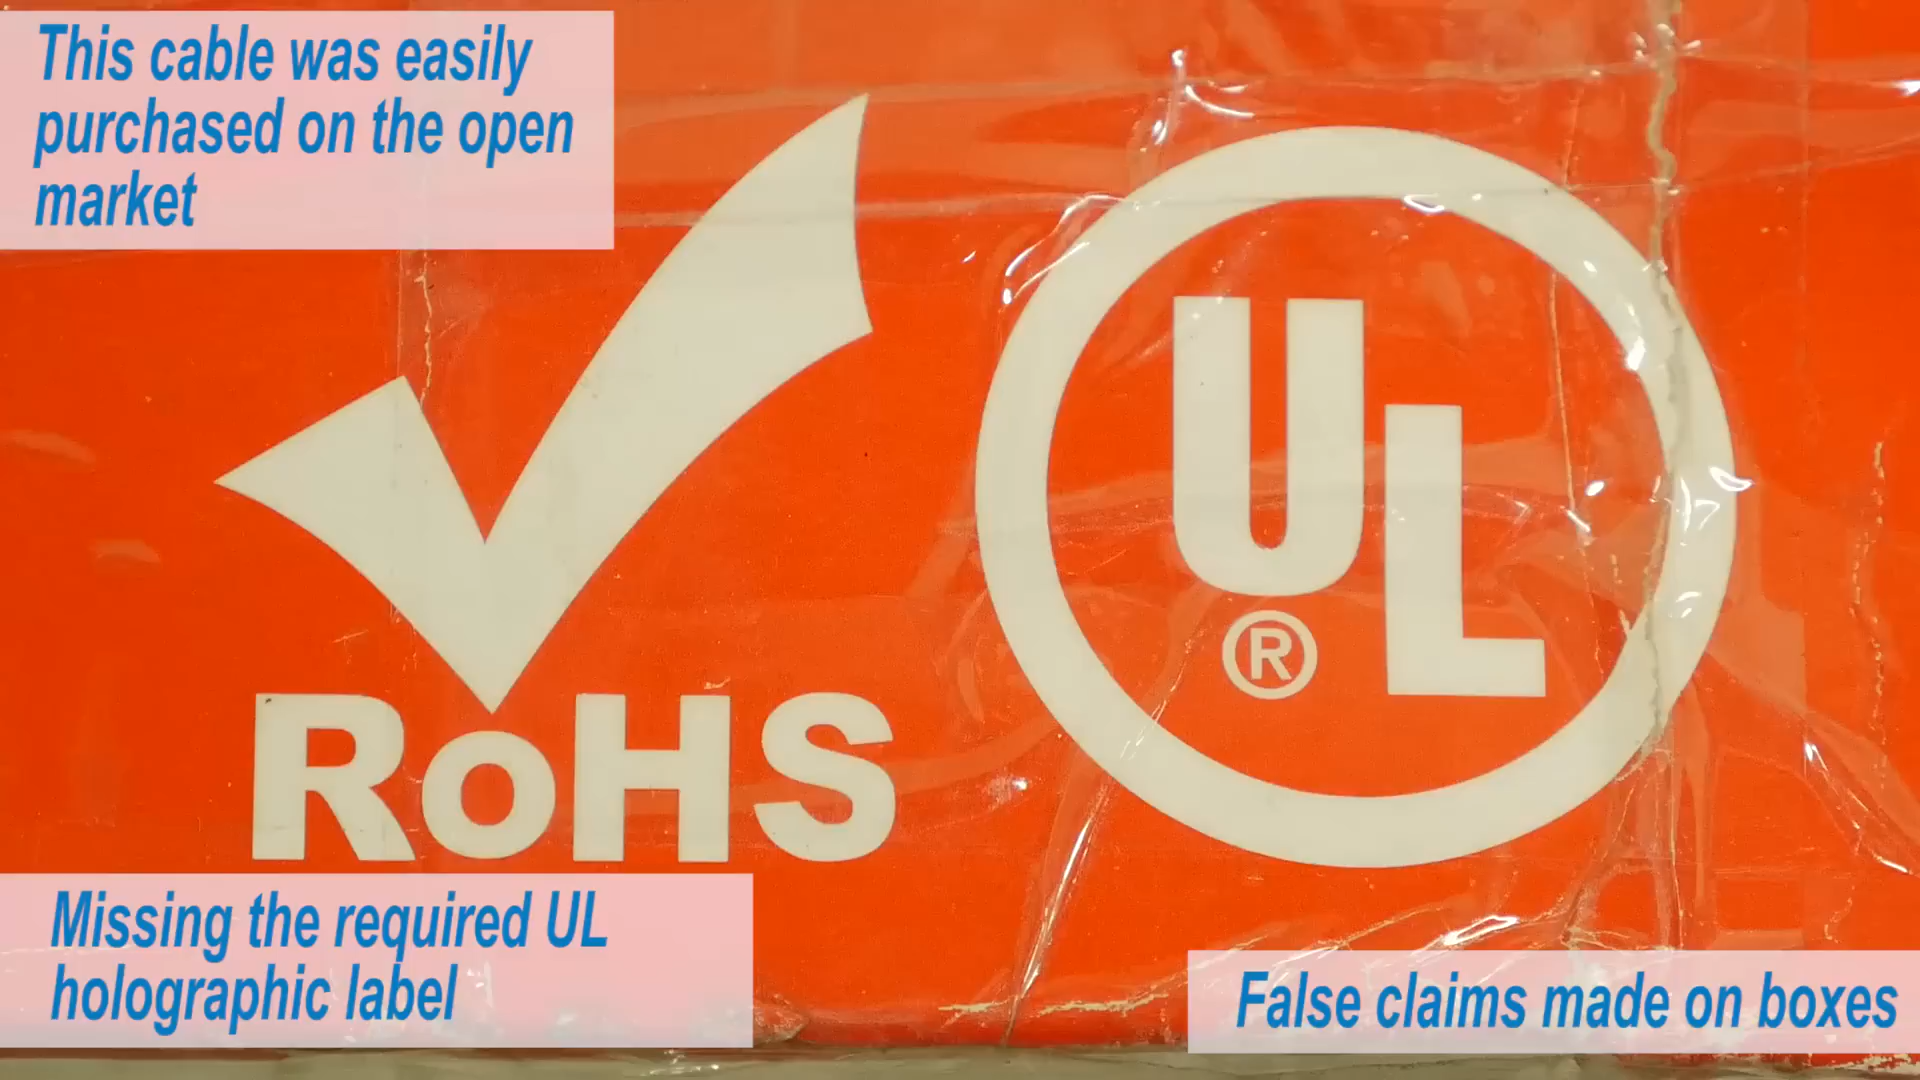 This cable was easily
purchased on the open
market
UL
®
RoHS
Missing the required UL
holographic label
False claims made on boxes